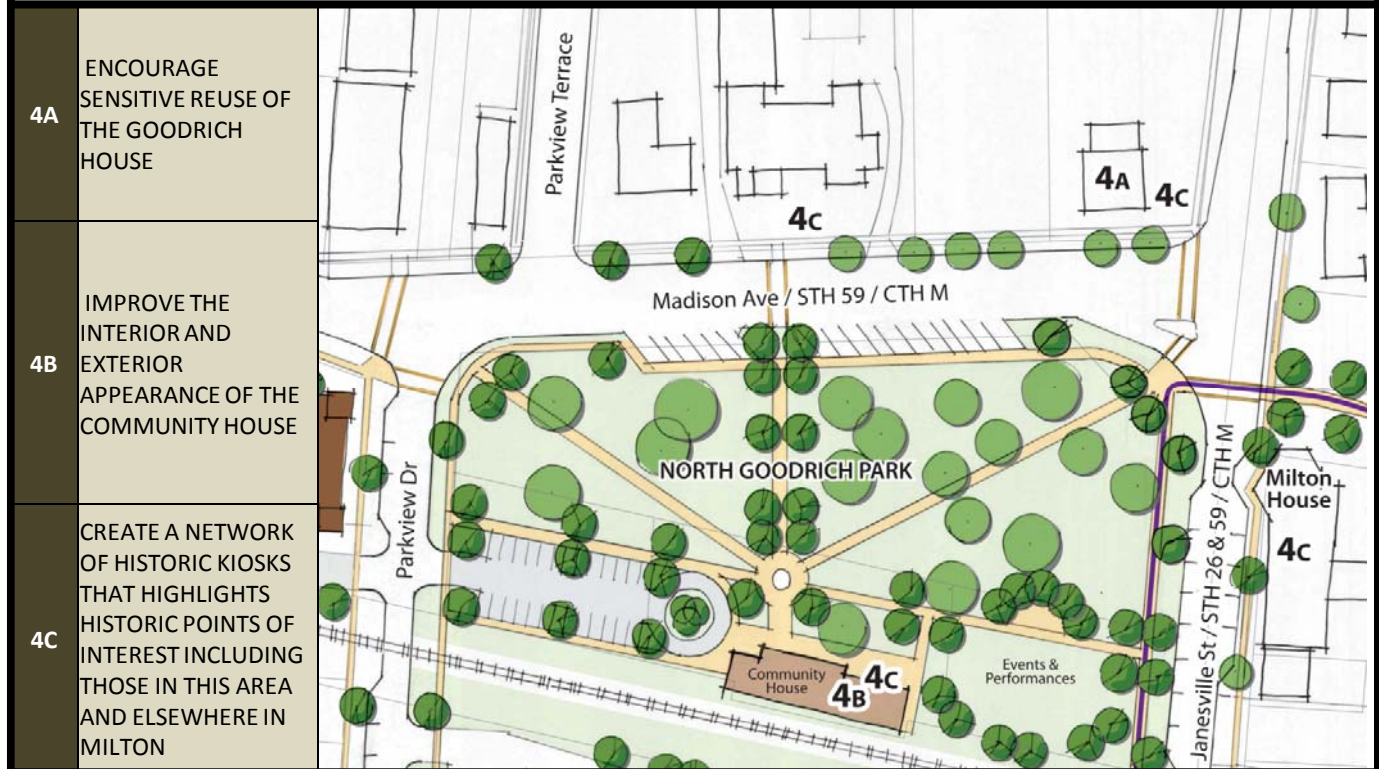 4A
ENCOURAGE
SENSITIVE REUSE OF
THE GOODRICH
HOUSE
4B
IMPROVE THE
INTERIOR AND
EXTERIOR
APPEARANCE OF THE
COMMUNITY HOUSE
4C
CREATE A NETWORK
OF HISTORIC KIOSKS
THAT HIGHLIGHTS
HISTORIC POINTS OF
INTEREST INCLUDING
THOSE IN THIS AREA
AND ELSEWHERE IN
MILTON
Parkview Terrace
4C
4A
4C
Madison Ave / STH 59 / CTH M
NORTH GOODRICH PARK
Parkview Dr
Janesville St / STH 26 & 59 / CTH M
Milton
House
4C
Community
House
4B
4C
Events &
Performances